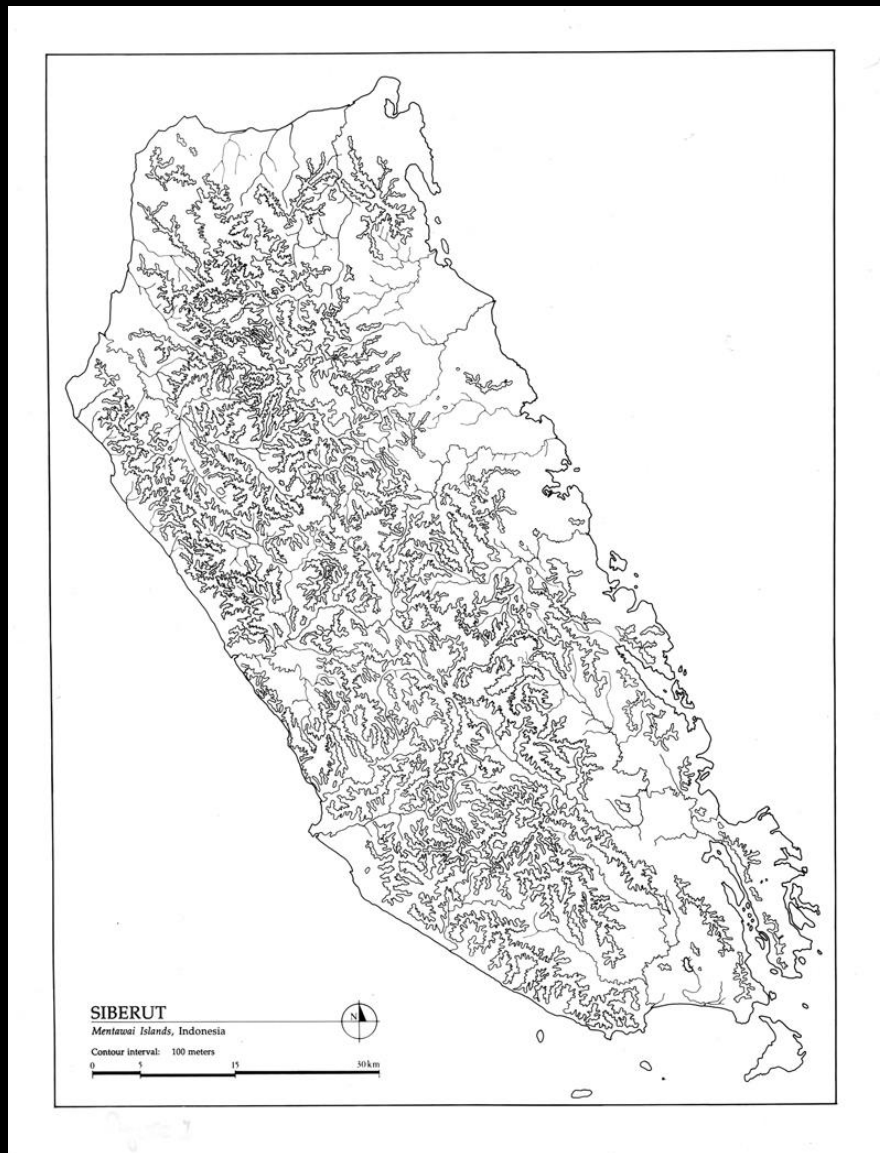 SIBERUT
N
Mentawai Islands, Indonesia
Contour interval: 100 meters
0 5 15 30 km